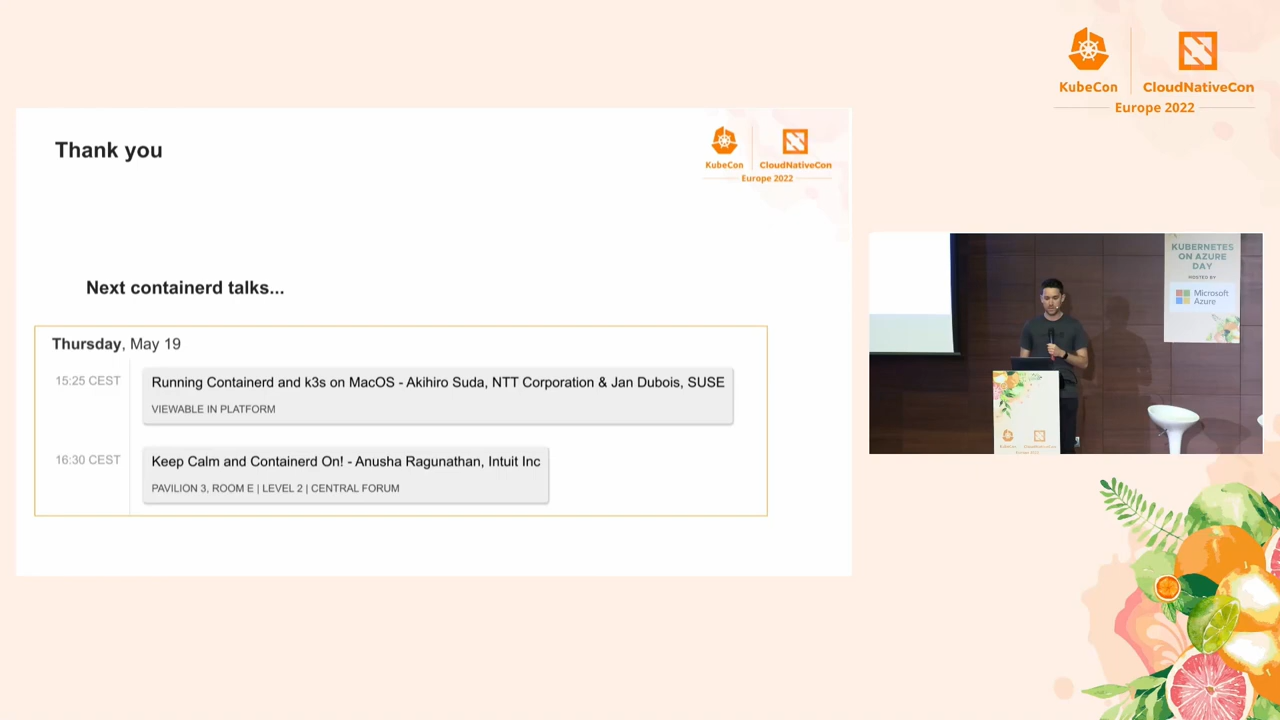 KubeCon
CloudNativeCon
Europe 2022
Thank you
KubeCon
CloudNativeCon
Europe 2022
Next containerd talks...
Thursday, May 19
15:25 CEST
Running Containerd and k3s on MacOS - Akihiro Suda, NTT Corporation & Jan Dubois, SUSE
VIEWABLE IN PLATFORM
16:30 CEST
Keep Calm and Containerd On! - Anusha Ragunathan, Intuit Inc
PAVILION 3, ROOM E | LEVEL 2 | CENTRAL FORUM
KUBERNETES
ON AZURE
DAY
HOSTED BY
Microsoft
Azure